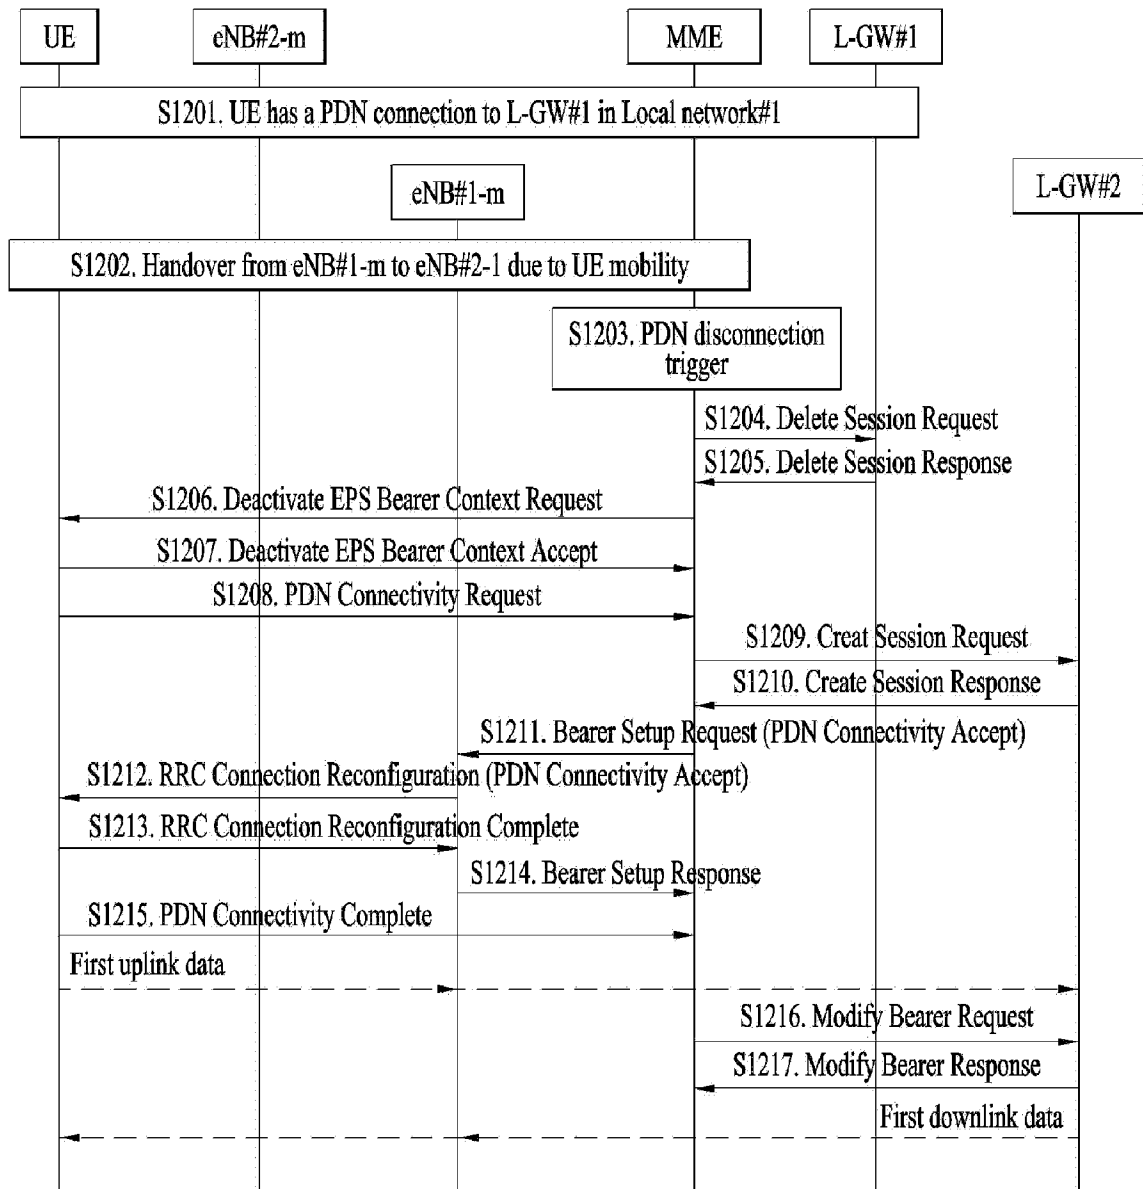 UE
eNB#2-m
MME
L-GW#1
S1201. UE has a PDN connection to L-GW#1 in Local network#1
eNB#1-m
L-GW#2
S1202. Handover from eNB#1-m to eNB#2-1 due to UE mobility
S1203. PDN disconnection
trigger
S1204. Delete Session Request
S1205. Delete Session Response
S1206. Deactivate EPS Bearer Context Request
S1207. Deactivate EPS Bearer Context Accept
S1208. PDN Connectivity Request
S1209. Creat Session Request
S1210. Create Session Response
S1211. Bearer Setup Request (PDN Connectivity Accept)
S1212. RRC Connection Reconfiguration (PDN Connectivity Accept)
S1213. RRC Connection Reconfiguration Complete
S1214. Bearer Setup Response
S1215. PDN Connectivity Complete
First uplink data
S1216. Modify Bearer Request
S1217. Modify Bearer Response
First downlink data